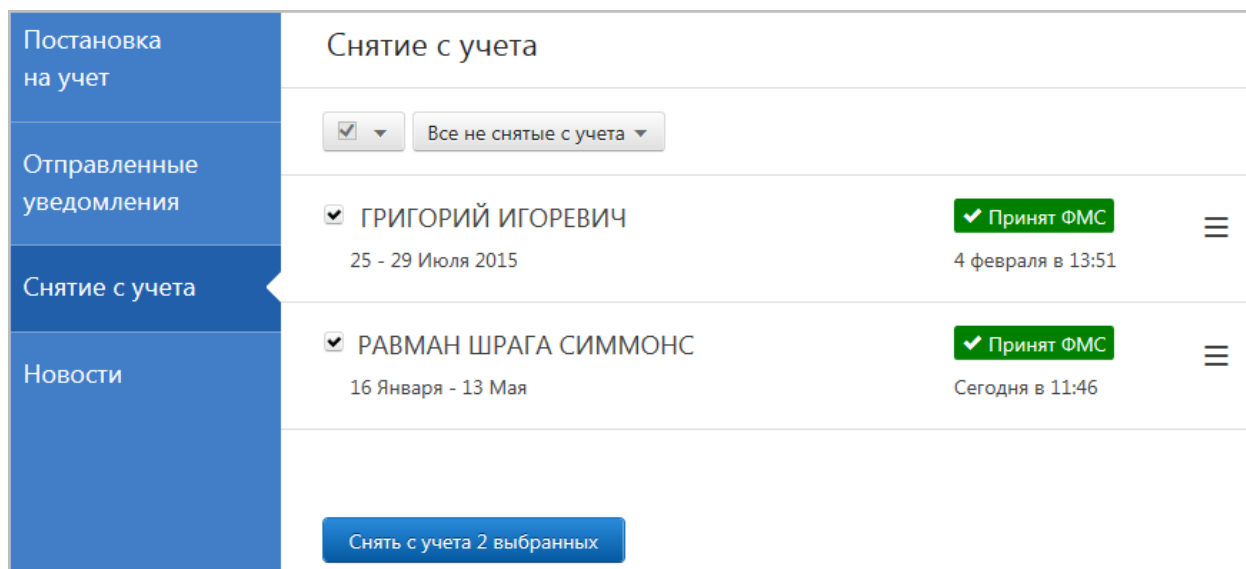 Постановка
на учет
Отправленные
уведомления
Снятие с учета
Новости
Снятие с учета
Все не снятые с учета
ГРИГОРИЙ ИГОРЕВИЧ
Принят ФМС
25 - 29 Июля 2015
4 февраля в 13:51
РАВМАН ШРАГА СИММОНС
Принят ФМС
16 Января - 13 Мая
Сегодня в 11:46
Снять с учета 2 выбранных